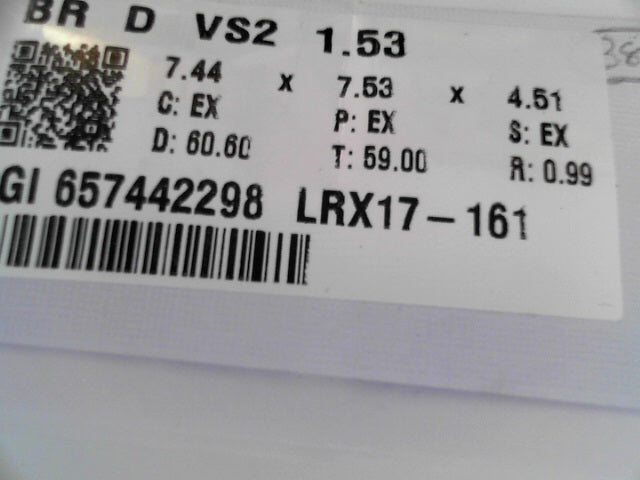 BR D VS2 1.53
7.44 x 7.53 x 4.51
C: EX P: EX S: EX
D: 60.60 T: 59.00 R: 0.99
GI 657442298 LRX17-161